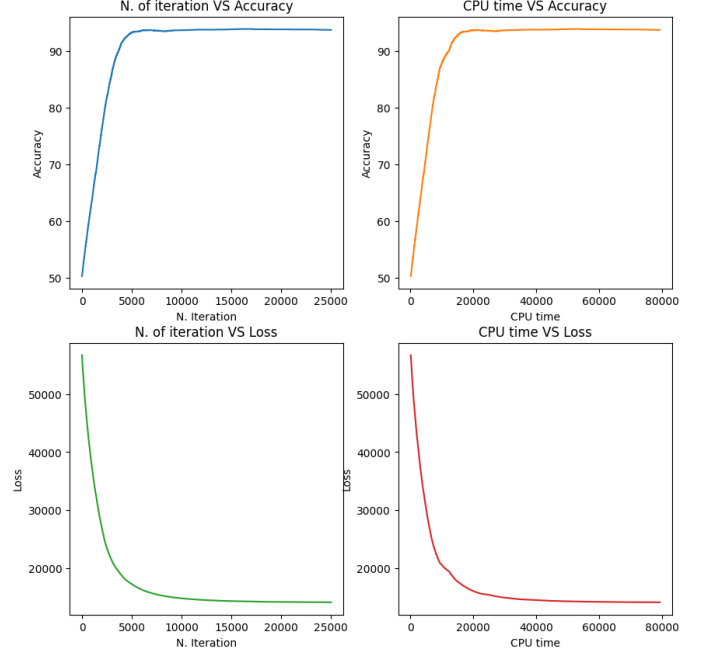 N. of iteration VS Accuracy
Accuracy
90
80
70
60
50
0 5000 10000 15000 20000 25000
N. Iteration
CPU time VS Accuracy
Accuracy
90
80
70
60
50
0 20000 40000 60000 80000
CPU time
N. of iteration VS Loss
Loss
50000
40000
30000
20000
0 5000 10000 15000 20000 25000
N. Iteration
CPU time VS Loss
Loss
50000
40000
30000
20000
0 20000 40000 60000 80000
CPU time